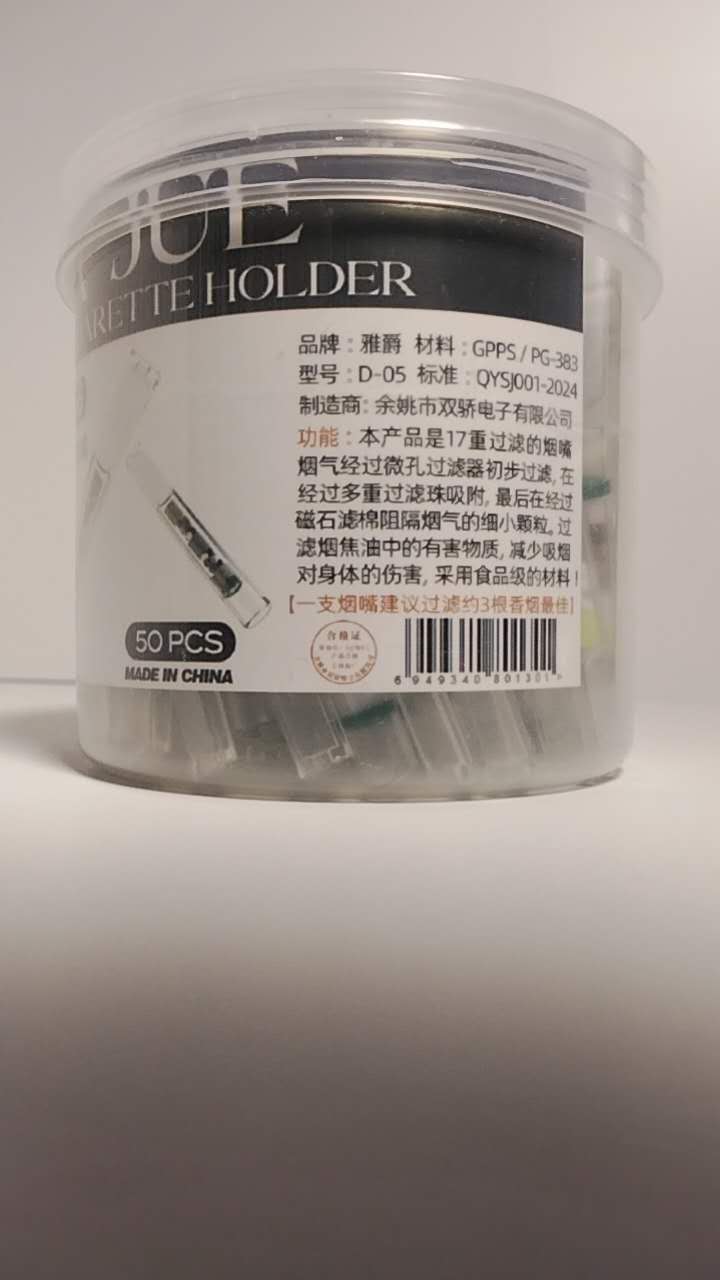 JUE
ARETTE HOLDER
品牌：雅爵 材料：GPPS / PG-383
型号：D-05 标准：QYSJ001-2024
制造商：余姚市双骄电子有限公司
功能：本产品是17重过滤的烟嘴
烟气经过微孔过滤器初步过滤, 在
经过多重过滤珠吸附, 最后在经过
磁石滤棉阻隔烟气的细小颗粒。过
滤烟焦油中的有害物质, 减少吸烟
对身体的伤害, 采用食品级的材料！
【一支烟嘴建议过滤约3根香烟最佳】
50 PCS
MADE IN CHINA
合格证
6 949340 801301 >